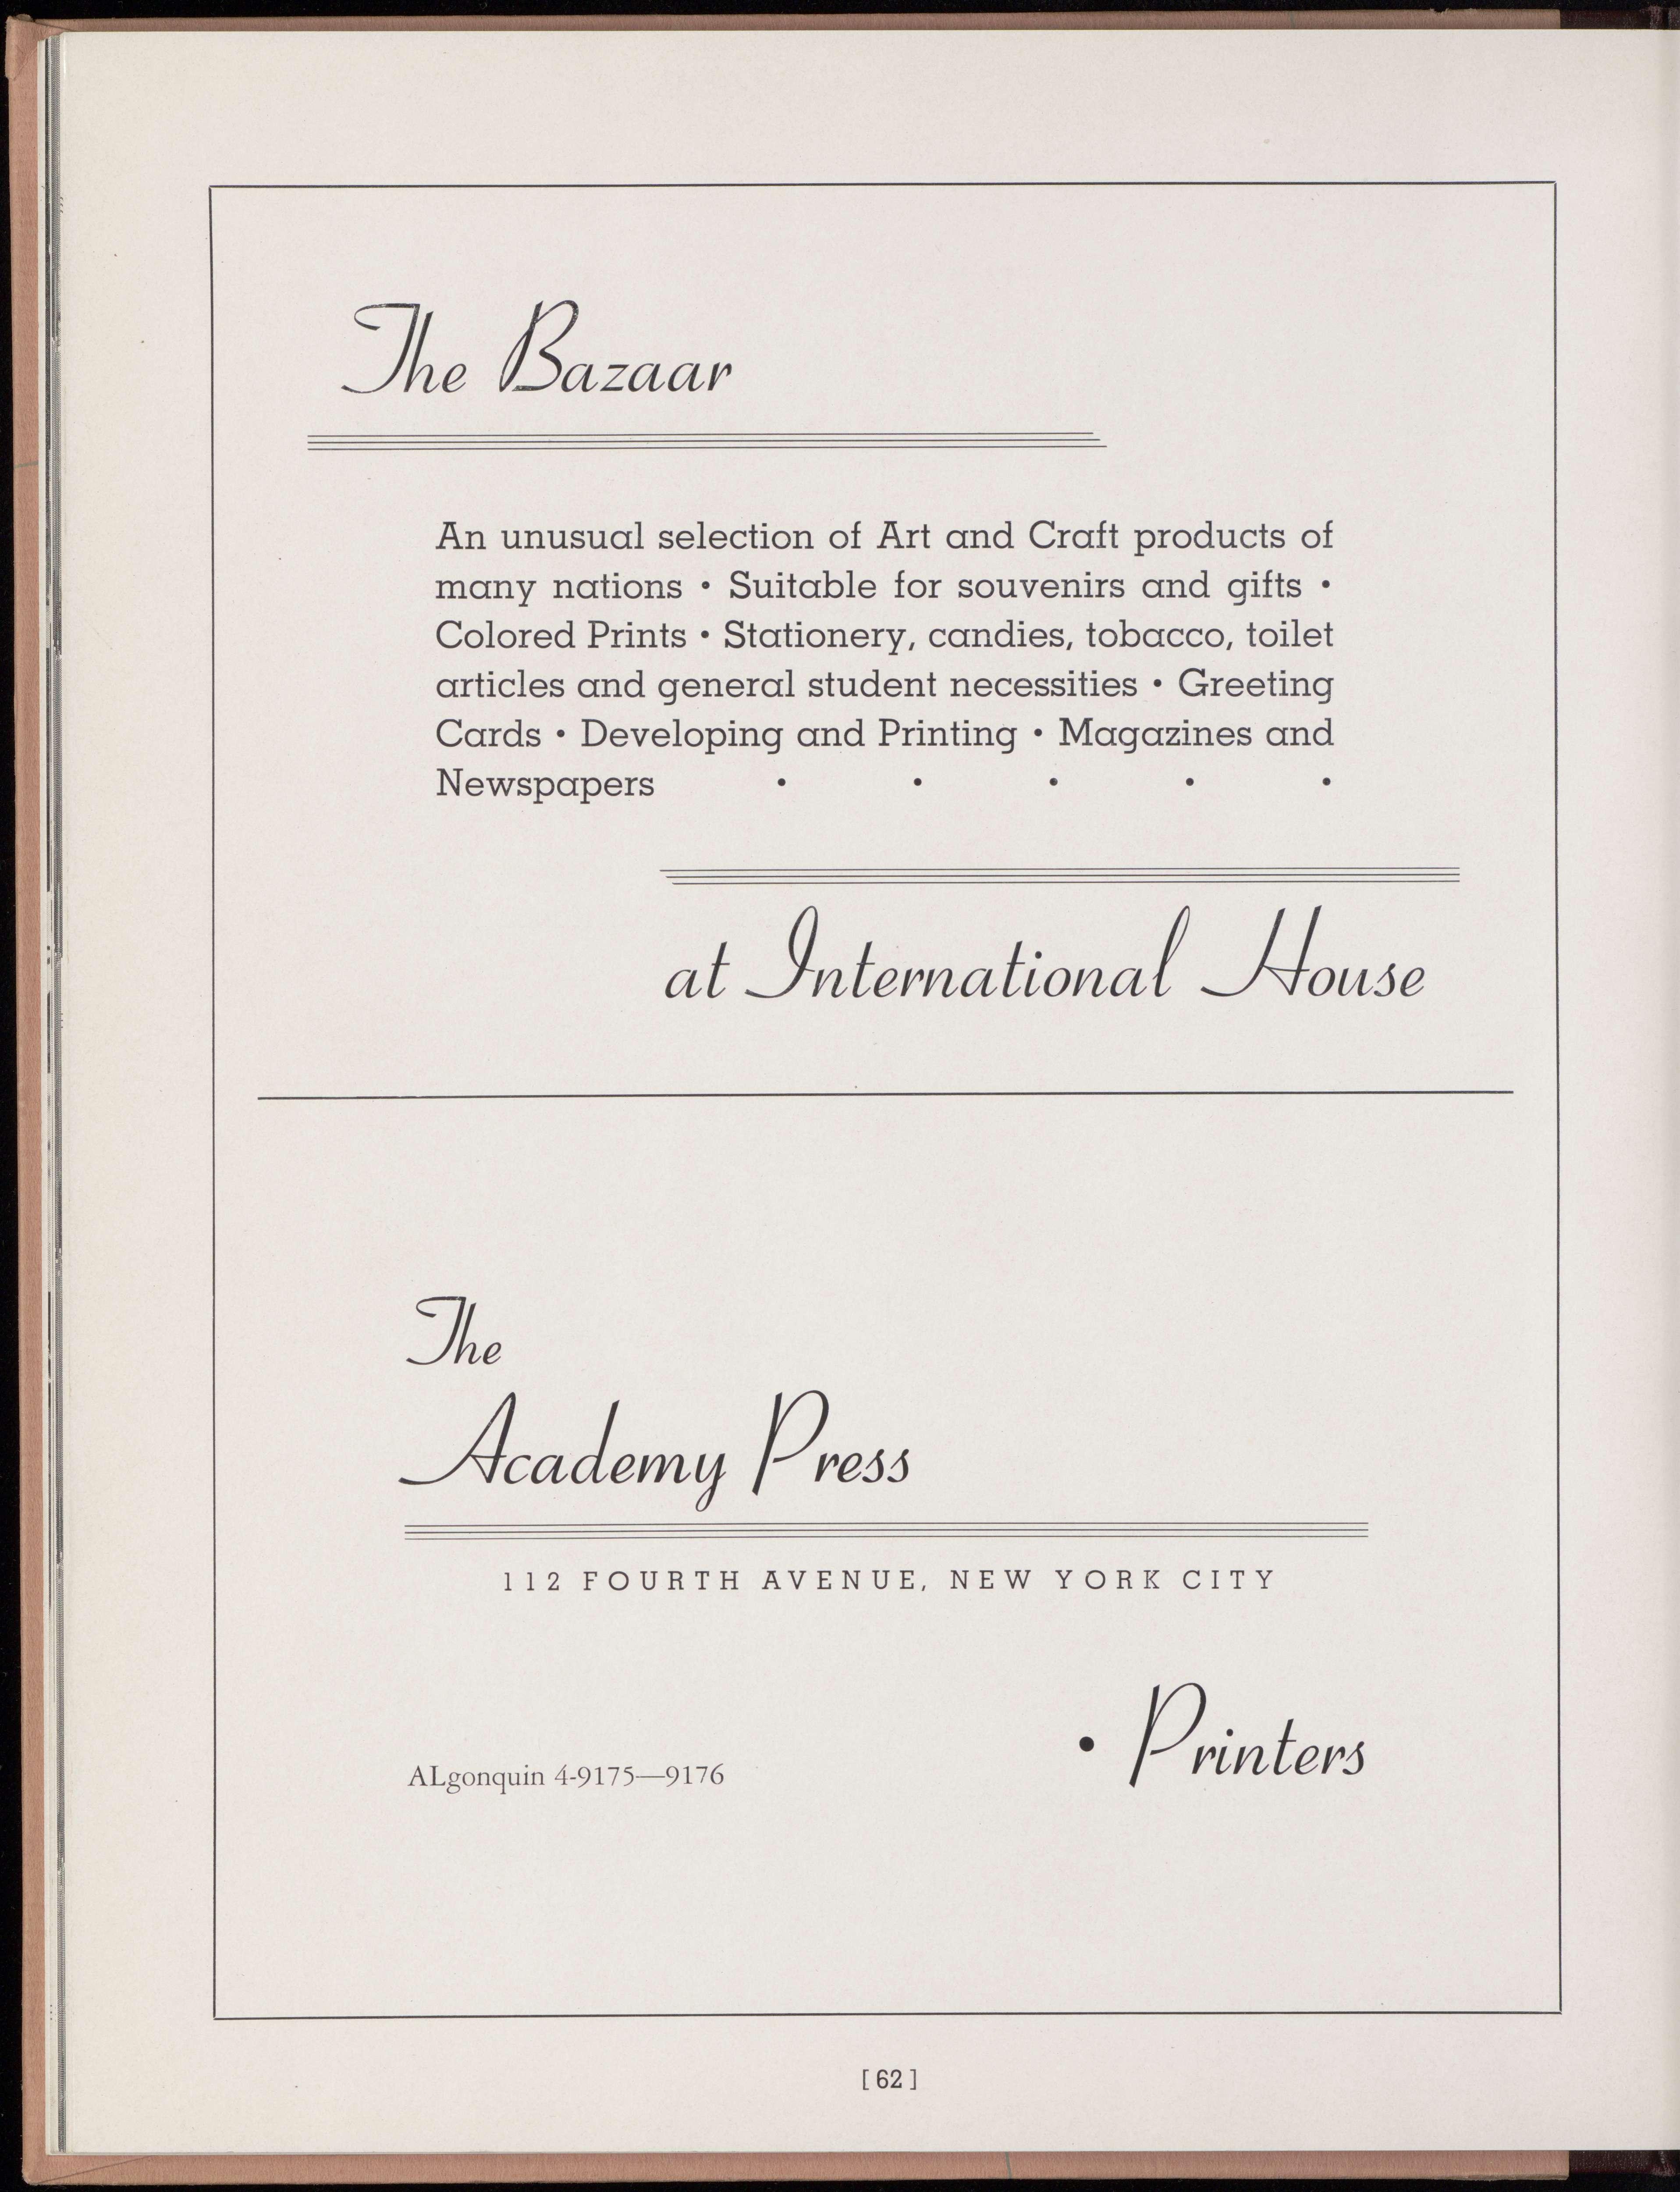 The Bazaar
An unusual selection of Art and Craft products of
many nations • Suitable for souvenirs and gifts •
Colored Prints • Stationery, candies, tobacco, toilet
articles and general student necessities • Greeting
Cards • Developing and Printing • Magazines and
Newspapers • • • • •
at International House
The
Academy Press
112 FOURTH AVENUE, NEW YORK CITY
• Printers
ALgonquin 4-9175—9176
[62]